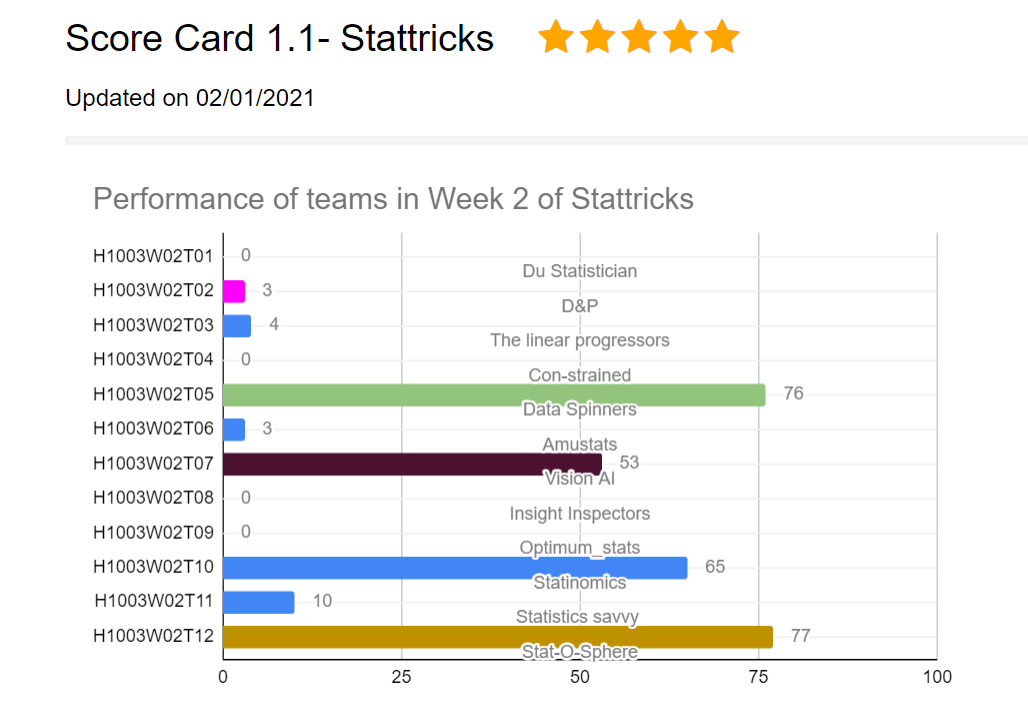 Score Card 1.1- Stattricks
Updated on 02/01/2021
Performance of teams in Week 2 of Stattricks
H1003W02T01 0
Du Statistician
H1003W02T02 3
D&P
H1003W02T03 4
The linear progressors
H1003W02T04 0
Con-strained
H1003W02T05 76
Data Spinners
H1003W02T06 3
Amustats
H1003W02T07 53
Vision AI
H1003W02T08 0
Insight Inspectors
H1003W02T09 0
Optimum_stats
H1003W02T10 65
Statinomics
H1003W02T11 10
Statistics savvy
H1003W02T12 77
Stat-O-Sphere
0 25 50 75 100